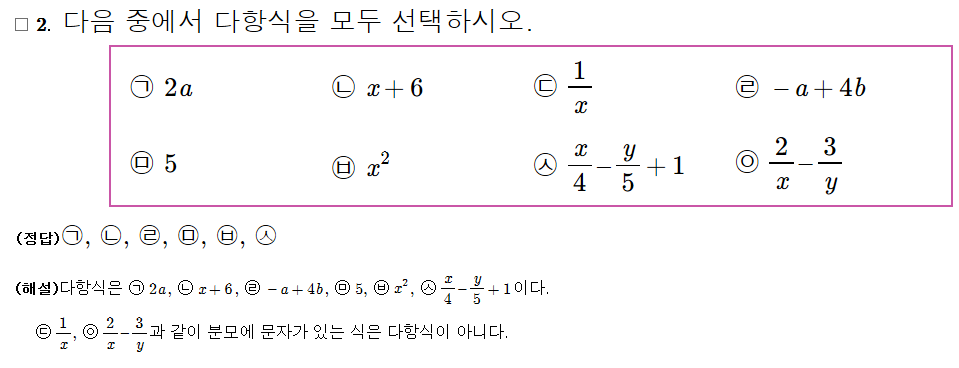 □ 2. 다음 중에서 다항식을 모두 선택하시오.
㉠ 2a ㉡ x+6 ㉢ 1/x ㉣ -a+4b
㉤ 5 ㉥ x² ㉦ x/4-y/5+1 ㉧ 2/x-3/y
(정답)㉠, ㉡, ㉣, ㉤, ㉥, ㉦
(해설)다항식은 ㉠ 2a, ㉡ x+6, ㉣ -a+4b, ㉤ 5, ㉥ x², ㉦ x/4-y/5+1이다.
㉢ 1/x, ㉧ 2/x-3/y과 같이 분모에 문자가 있는 식은 다항식이 아니다.